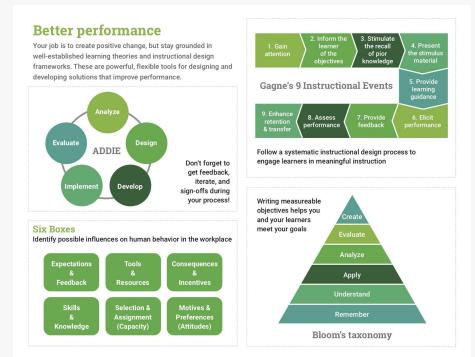 Better performance
Your job is to create positive change, but stay grounded in
well-established learning theories and instructional design
frameworks. These are powerful, flexible tools for designing and
developing solutions that improve performance.
Analyze
Evaluate
ADDIE
Design
Implement
Develop
Don't forget to
get feedback,
iterate, and
sign-offs during
your process!
Six Boxes
Identify possible influences on human behavior in the workplace
Expectations
&
Feedback
Tools
&
Resources
Consequences
&
Incentives
Skills
&
Knowledge
Selection &
Assignment
(Capacity)
Motives &
Preferences
(Attitudes)
1. Gain
attention
2. Inform the
learner
of the
objectives
3. Stimulate
the recall
of pior
knowledge
4. Present
the stimulus
material
Gagne's 9 Instructional Events
5. Provide
learning
guidance
9. Enhance
retention
& transfer
8. Assess
performance
7. Provide
feedback
6. Elicit
performance
Follow a systematic instructional design process to
engage learners in meaningful instruction
Writing measureable
objectives helps you
and your learners
meet your goals
Create
Evaluate
Analyze
Apply
Understand
Remember
Bloom's taxonomy